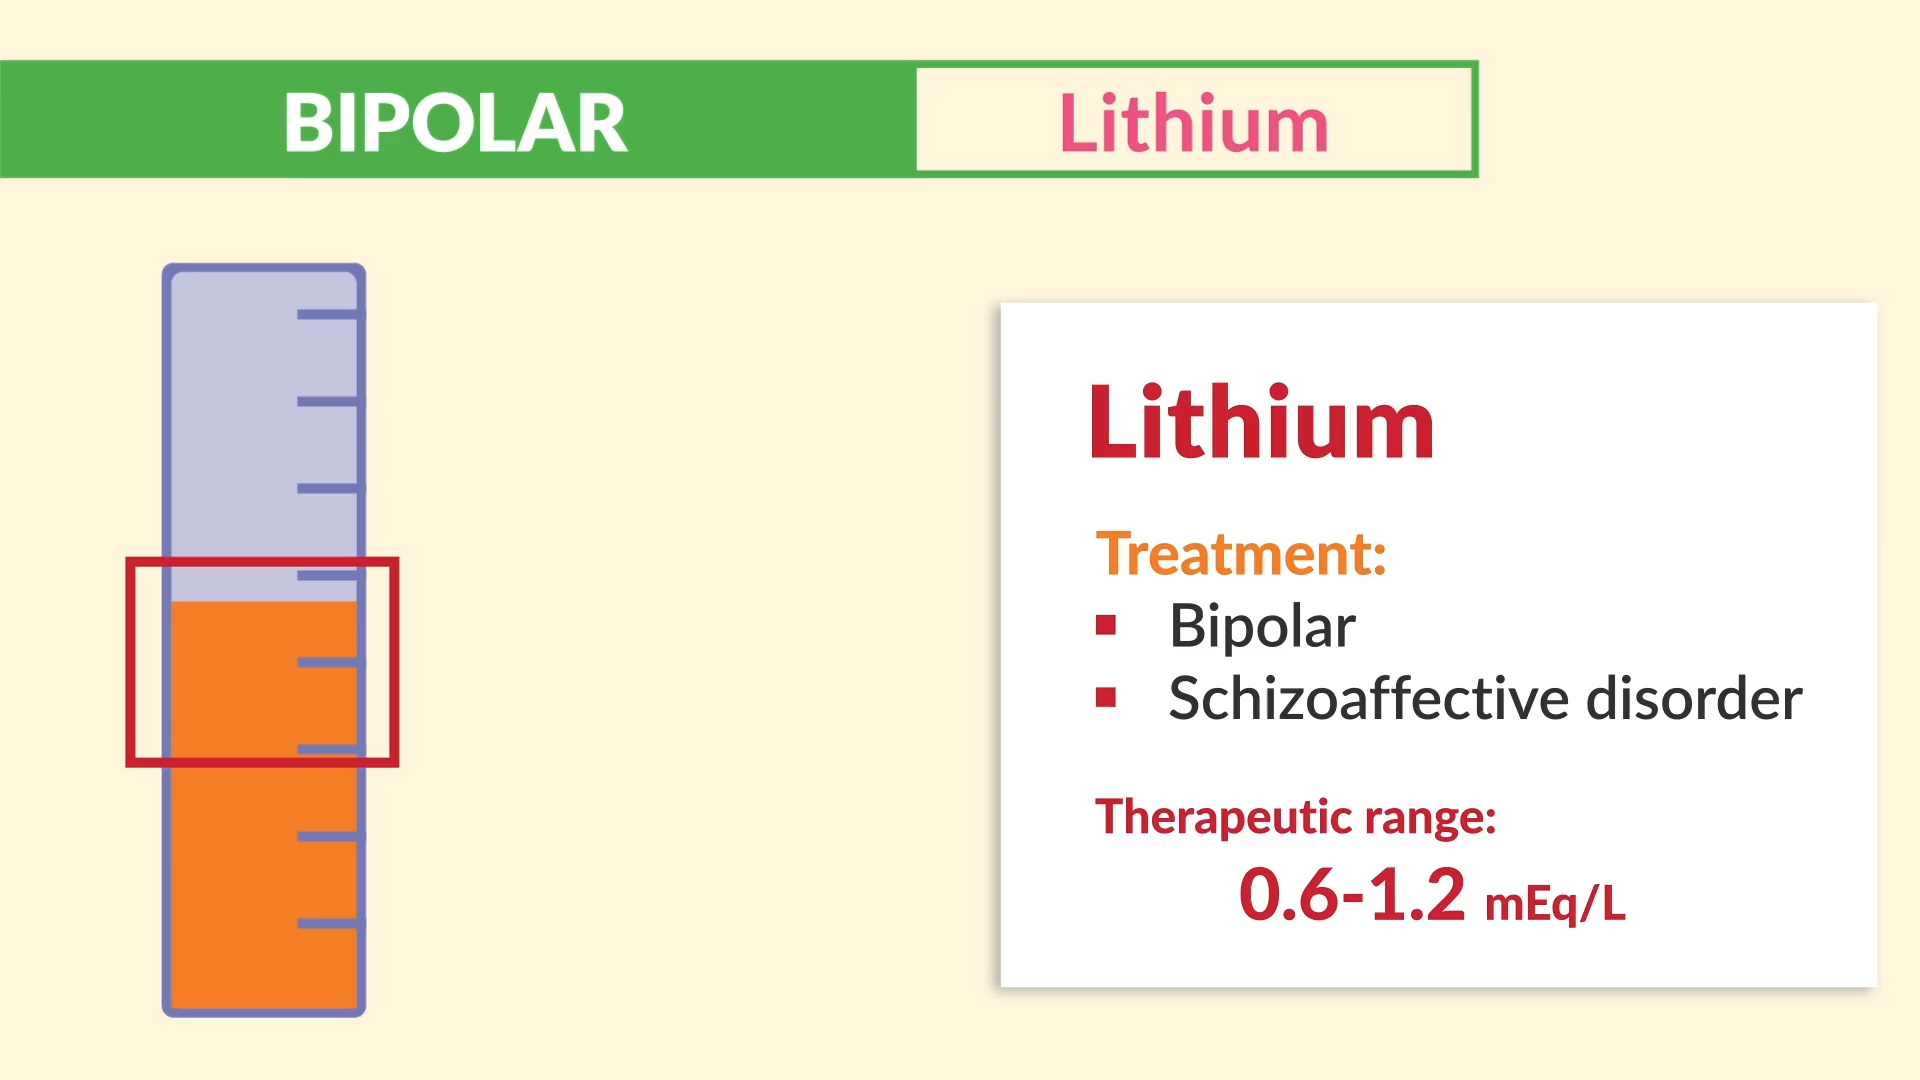 BIPOLAR
Lithium
Lithium
Treatment:
Bipolar
Schizoaffective disorder
Therapeutic range:
0.6-1.2 mEq/L